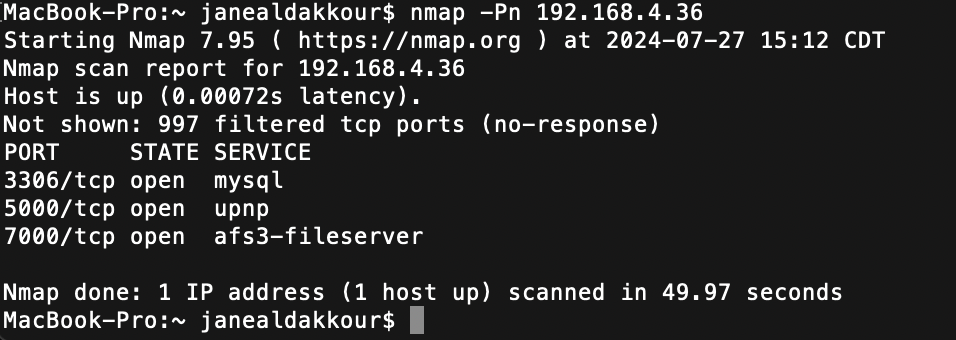 MacBook-Pro:~ janealdakkour$ nmap -Pn 192.168.4.36
Starting Nmap 7.95 ( https://nmap.org ) at 2024-07-27 15:12 CDT
Nmap scan report for 192.168.4.36
Host is up (0.00072s latency).
Not shown: 997 filtered tcp ports (no-response)
PORT     STATE SERVICE
3306/tcp open  mysql
5000/tcp open  upnp
7000/tcp open  afs3-fileserver

Nmap done: 1 IP address (1 host up) scanned in 49.97 seconds
MacBook-Pro:~ janealdakkour$